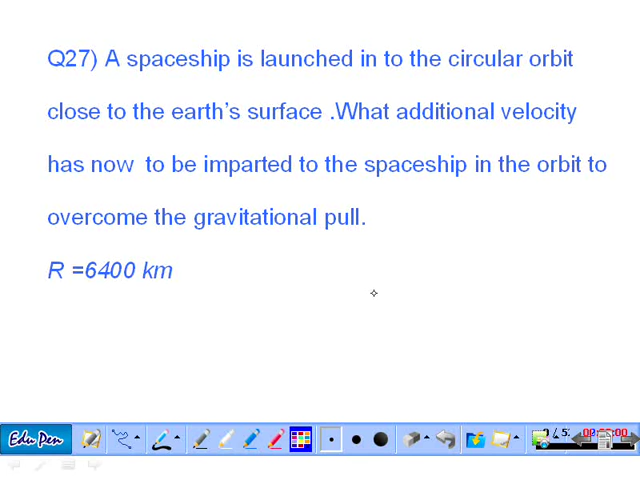 Q27) A spaceship is launched in to the circular orbit
close to the earth's surface .What additional velocity
has now to be imparted to the spaceship in the orbit to
overcome the gravitational pull.
R =6400 km
Edu Pen